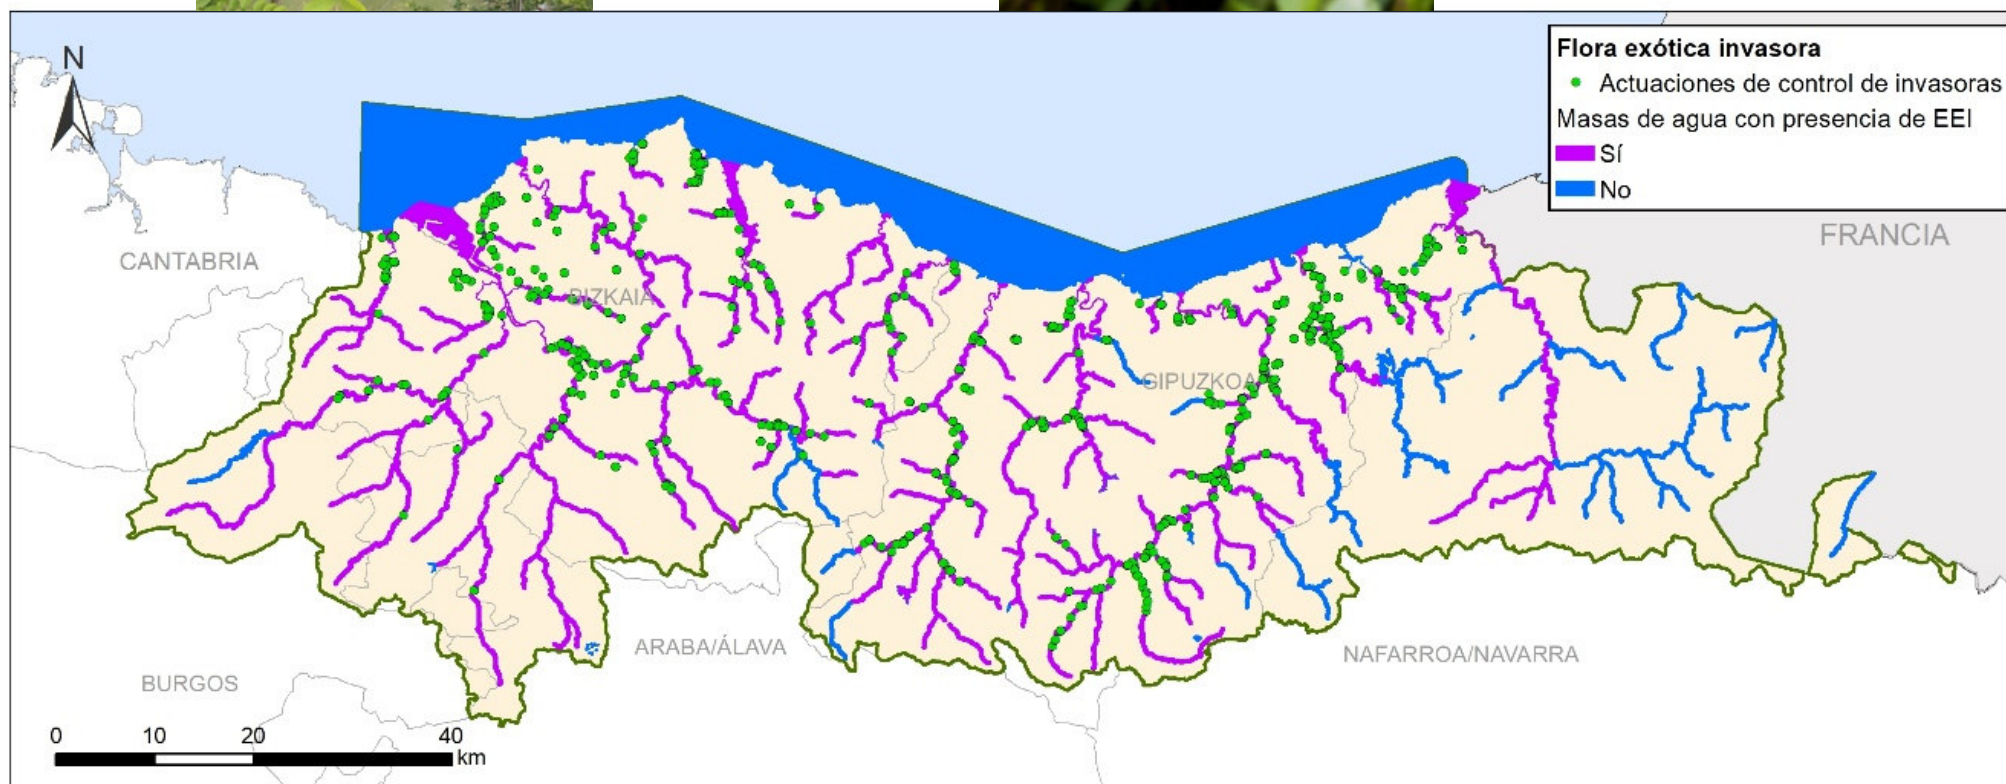 N
Flora exótica invasora
Actuaciones de control de invasoras
Masas de agua con presencia de EEI
Sí
No
FRANCIA
CANTABRIA
BIZKAIA
GIPUZKOA
ARABA/ÁLAVA
NAFARROA/NAVARRA
BURGOS
0 10 20 40
km